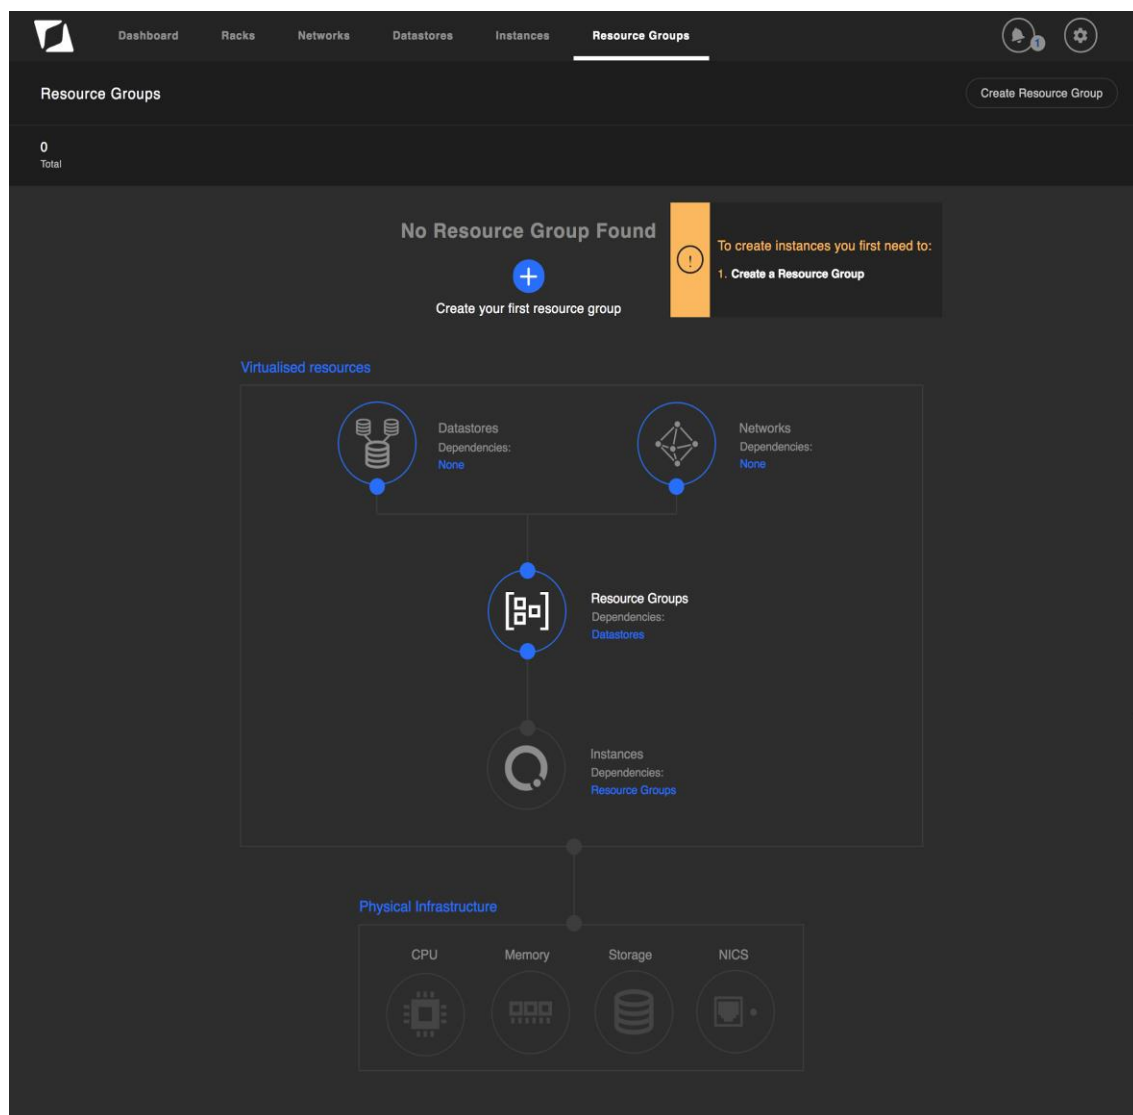 Dashboard Racks Networks Datastores Instances Resource Groups 1
Resource Groups Create Resource Group
0
Total
No Resource Group Found
Create your first resource group
To create instances you first need to:
1. Create a Resource Group
Virtualised resources
Datastores
Dependencies:
None
Networks
Dependencies:
None
Resource Groups
Dependencies:
Datastores
Instances
Dependencies:
Resource Groups
Physical Infrastructure
CPU Memory Storage NICS